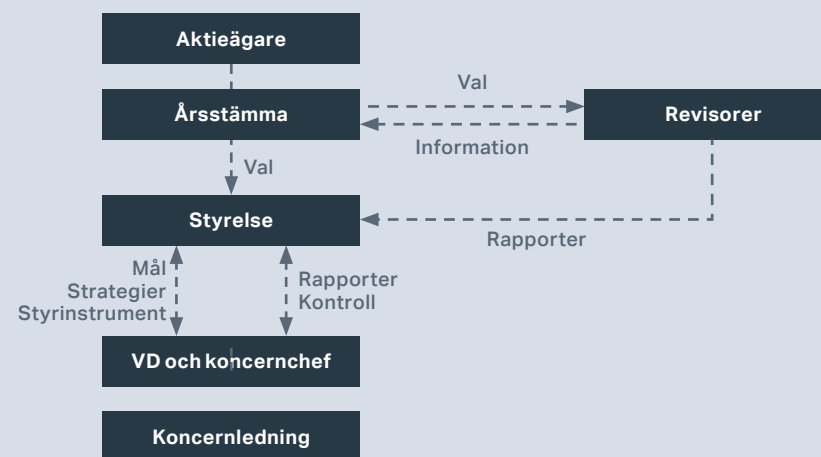 Aktieägare
Årsstämma
Val
Revisorer
Information
Val
Styrelse
Rapporter
Mål
Strategier
Styrinstrument
Rapporter
Kontroll
VD och koncernchef
Koncernledning